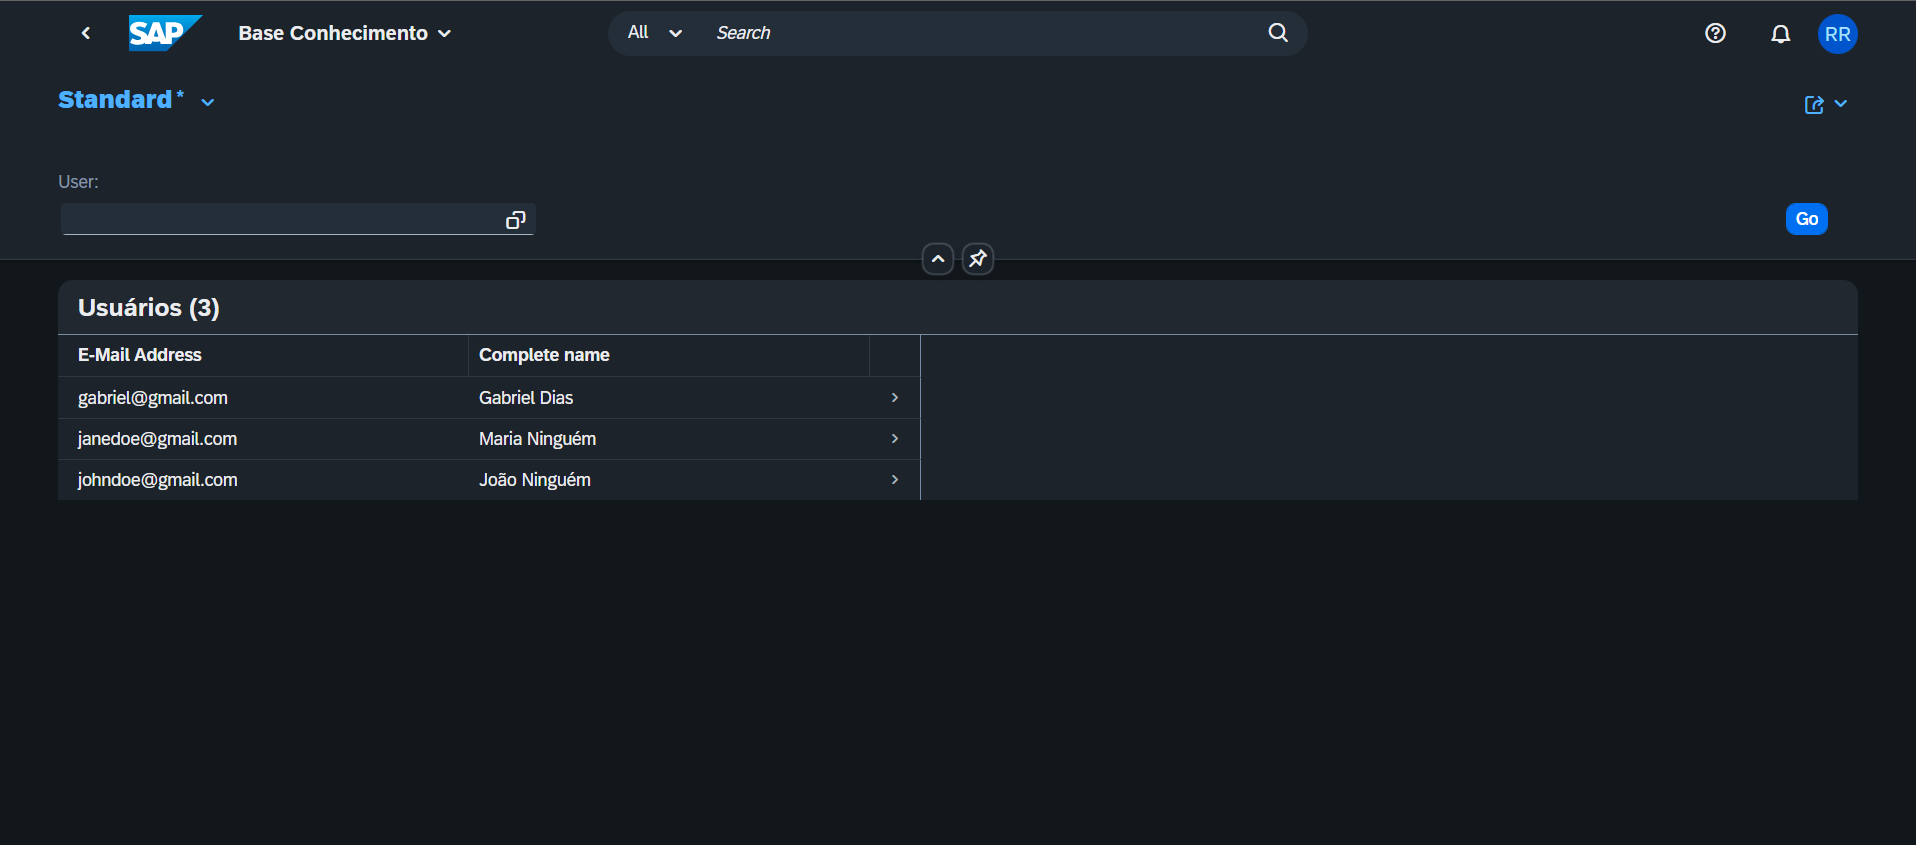 SAP Base Conhecimento All Search RR
Standard *
User:
Go
Usuários (3)
E-Mail Address Complete name
gabriel@gmail.com Gabriel Dias
janedoe@gmail.com Maria Ninguém
johndoe@gmail.com João Ninguém